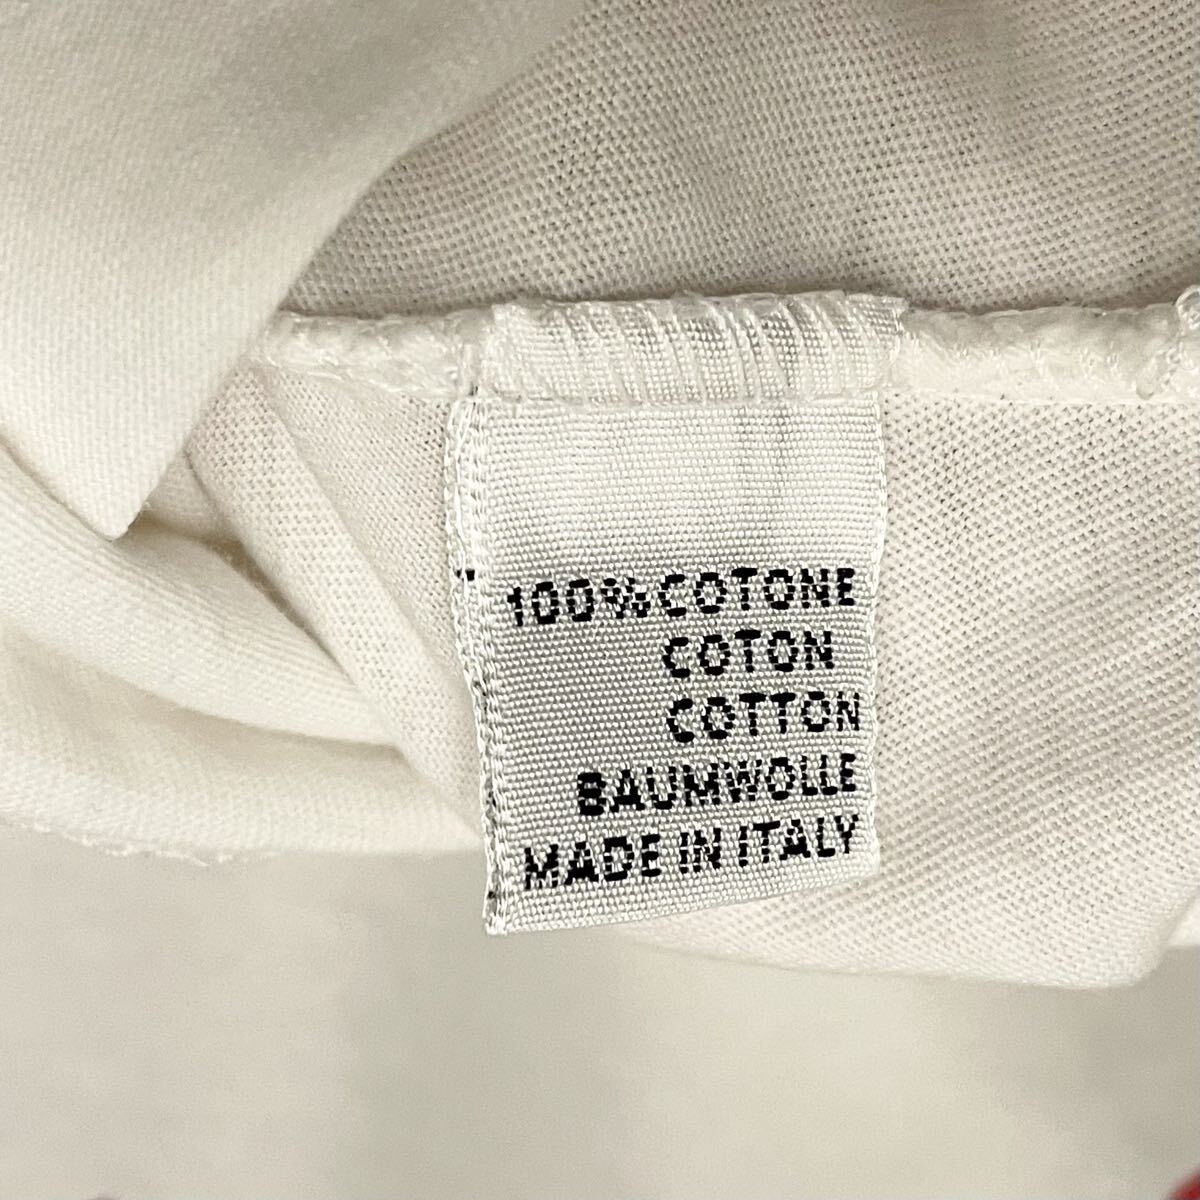 100% COTONE
COTON
COTTON
BAUMWOLLE
MADE IN ITALY